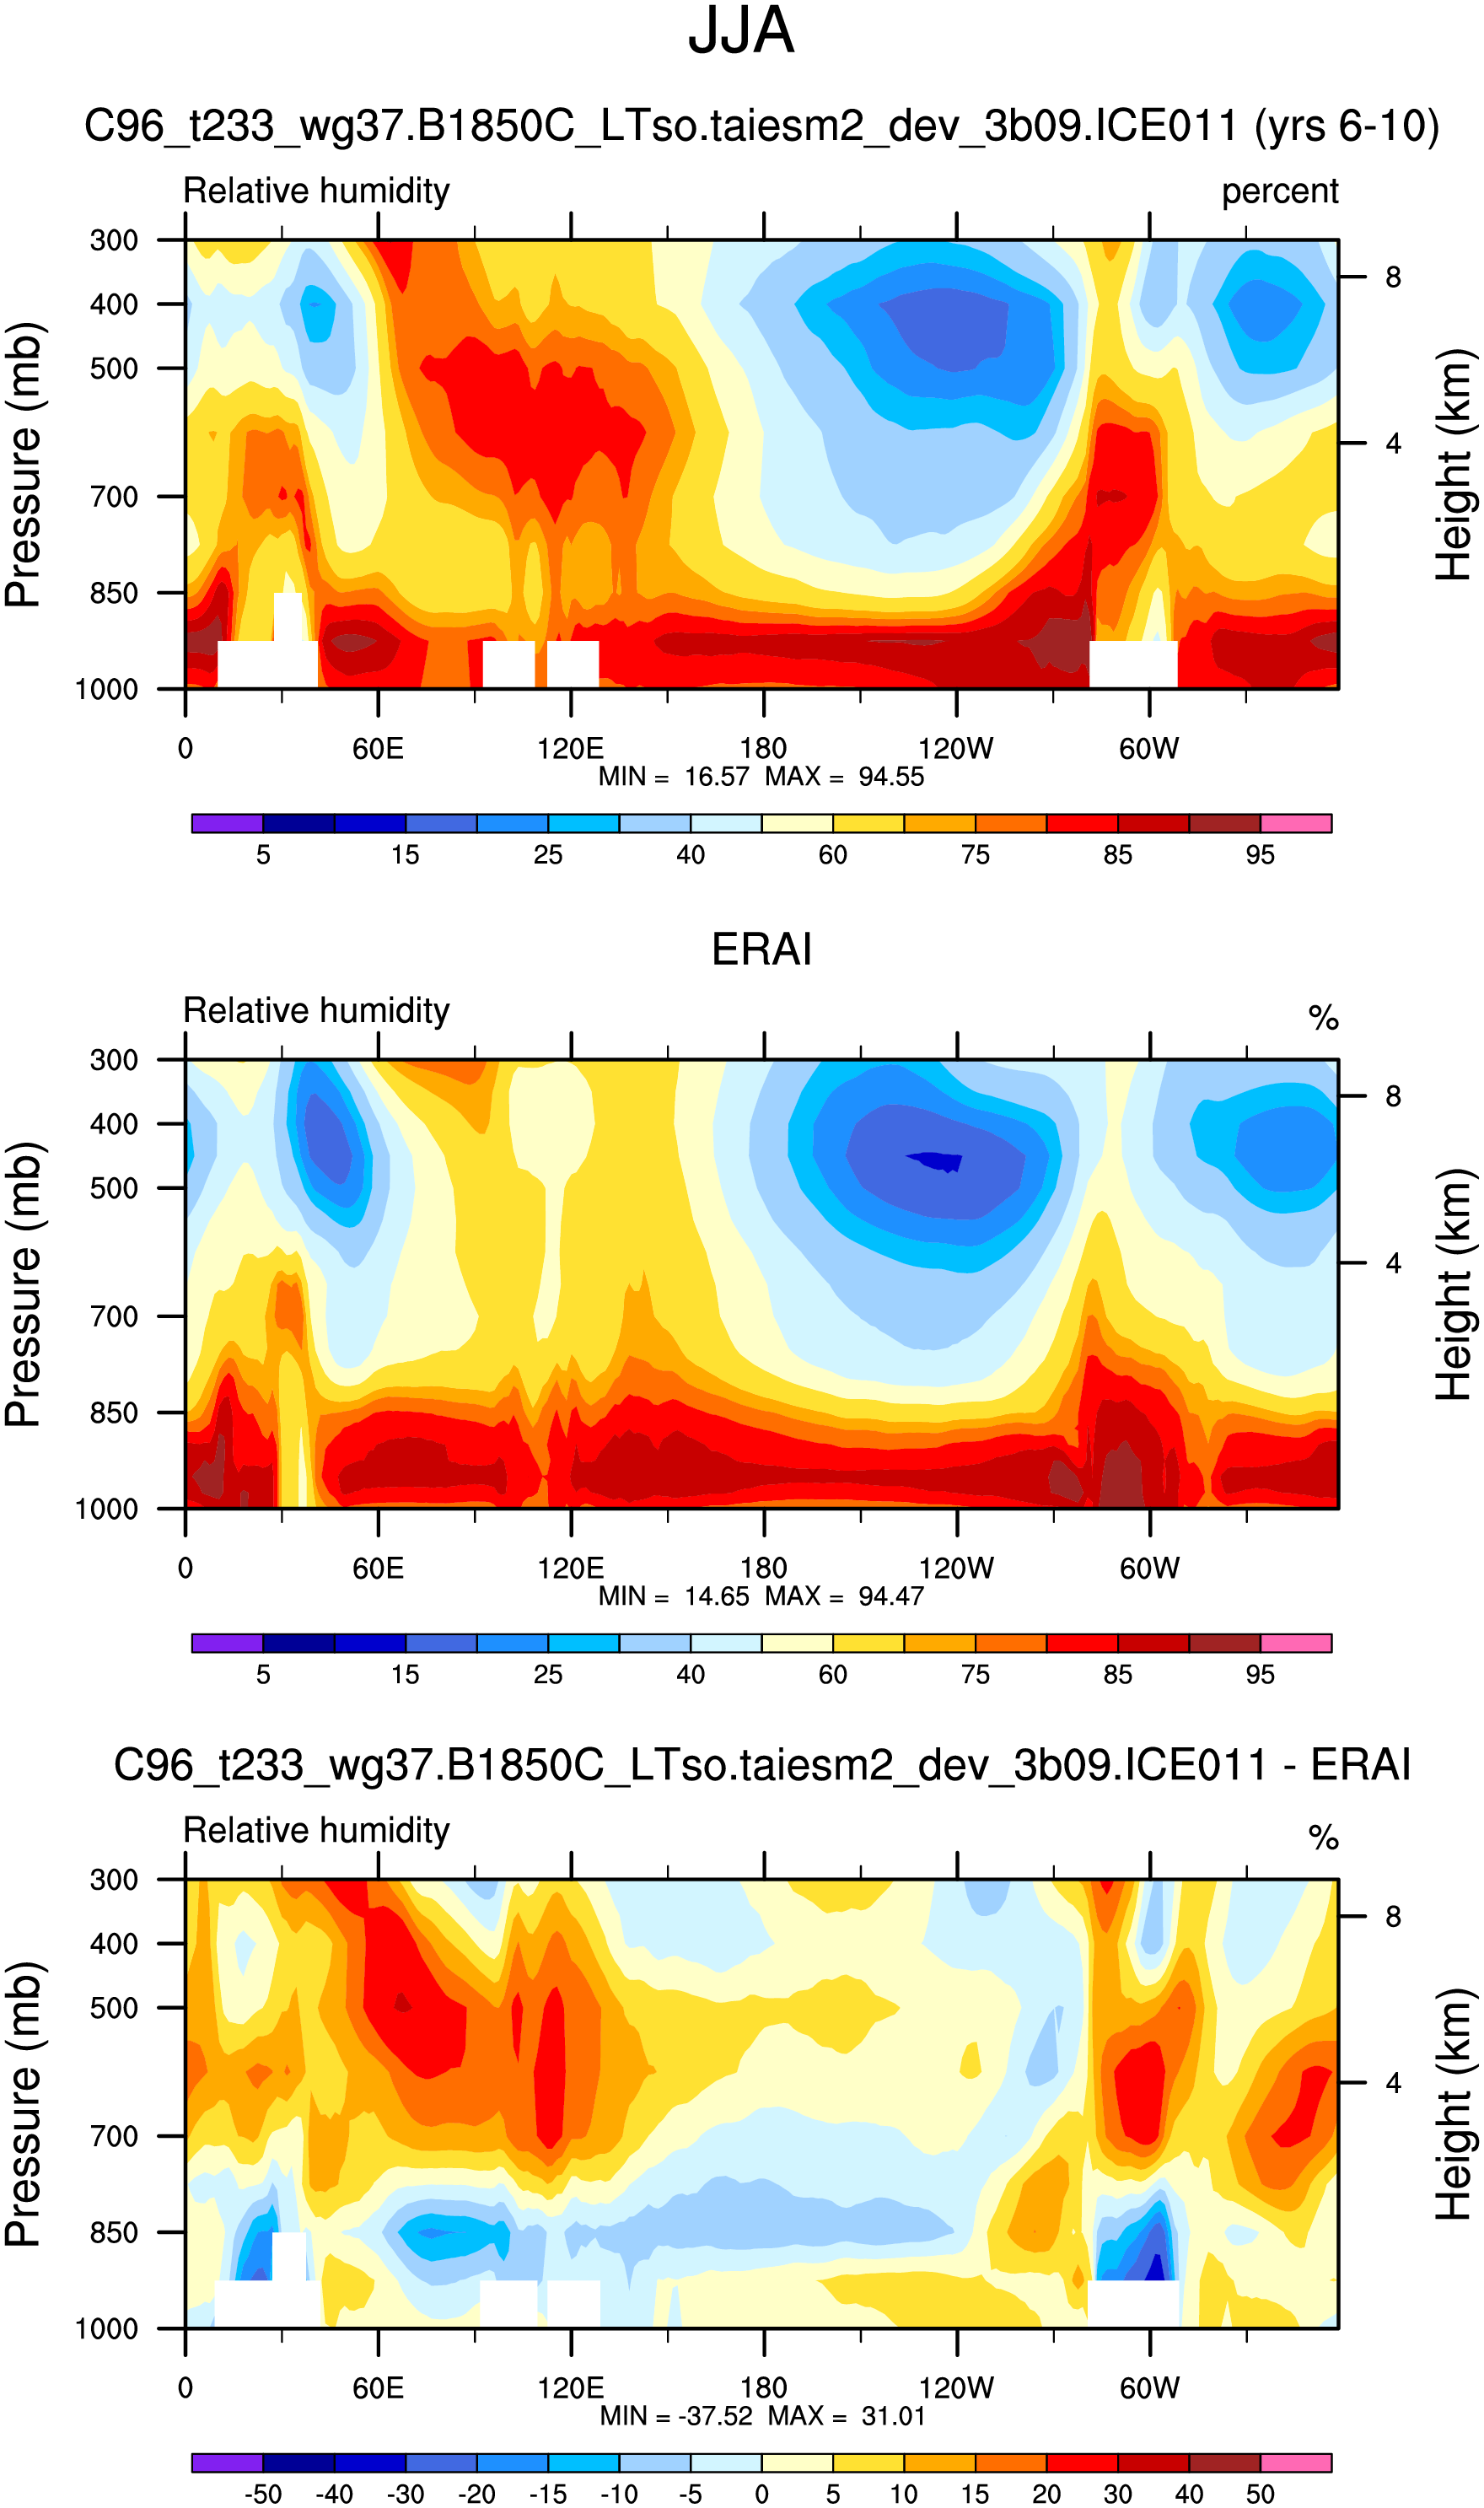 JJA
C96_t233_wg37.B1850C_LTso.taiesm2_dev_3b09.ICE011 (yrs 6-10)
Relative humidity percent
Pressure (mb)
300
400
500
700
850
1000
8
4
Height (km)
0 60E 120E 180 120W 60W
MIN = 16.57 MAX = 94.55
5 15 25 40 60 75 85 95
ERAI
Relative humidity %
Pressure (mb)
300
400
500
700
850
1000
8
4
Height (km)
0 60E 120E 180 120W 60W
MIN = 14.65 MAX = 94.47
5 15 25 40 60 75 85 95
C96_t233_wg37.B1850C_LTso.taiesm2_dev_3b09.ICE011 - ERAI
Relative humidity %
Pressure (mb)
300
400
500
700
850
1000
8
4
Height (km)
0 60E 120E 180 120W 60W
MIN = -37.52 MAX = 31.01
-50 -40 -30 -20 -15 -10 -5 0 5 10 15 20 30 40 50